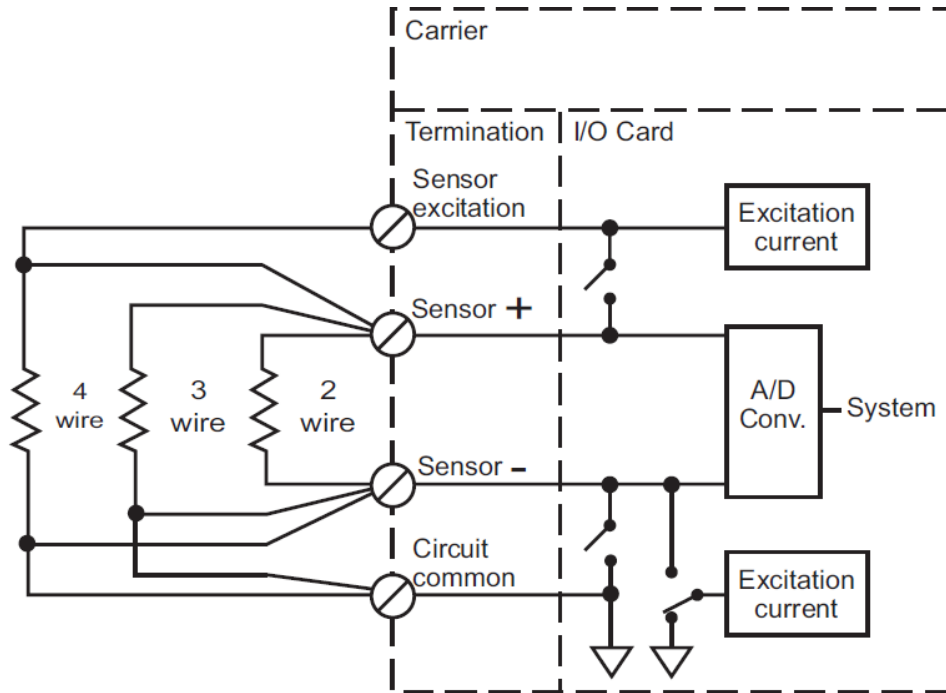 Carrier
Termination
I/O Card
Sensor
excitation
Excitation
current
Sensor +
4
wire
3
wire
2
wire
A/D
Conv.
System
Sensor -
Circuit
common
Excitation
current